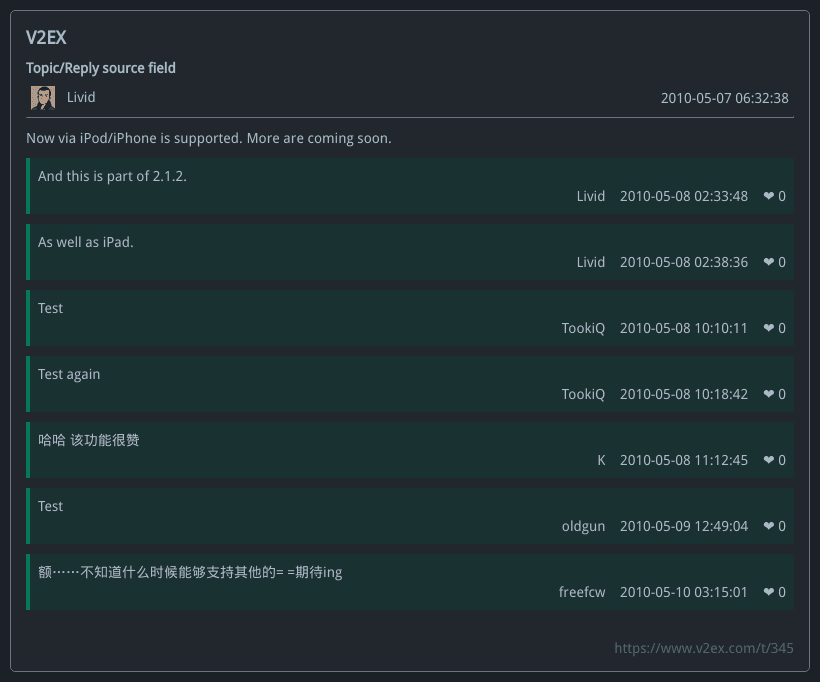 V2EX
Topic/Reply source field
Livid 2010-05-07 06:32:38
Now via iPod/iPhone is supported. More are coming soon.
And this is part of 2.1.2.
Livid 2010-05-08 02:33:48 ❤ 0
As well as iPad.
Livid 2010-05-08 02:38:36 ❤ 0
Test
TookiQ 2010-05-08 10:10:11 ❤ 0
Test again
TookiQ 2010-05-08 10:18:42 ❤ 0
哈哈 该功能很赞
K 2010-05-08 11:12:45 ❤ 0
Test
oldgun 2010-05-09 12:49:04 ❤ 0
额……不知道什么时候能够支持其他的= =期待ing
freefcw 2010-05-10 03:15:01 ❤ 0
https://www.v2ex.com/t/345